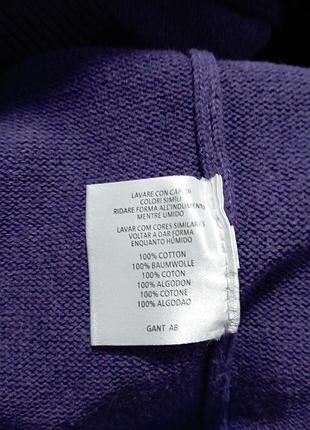 LAVARE CON CAPI DI
COLORI SIMILI
RIDARE FORMA ALL'INDUMENTO
MENTRE UMIDO
LAVAR COM CORES SIMILARES
VOLTAR A DAR FORMA
ENQUANTO HÚMIDO
100% COTTON
100% BAUMWOLLE
100% COTON
100% ALGODON
100% COTONE
100% ALGODAO
GANT AB